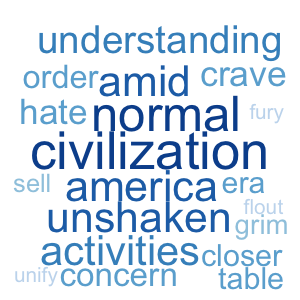 understanding
order amid crave
hate normal fury
civilization
sell america era
unshaken flout
grim
activities closer
unify concern table